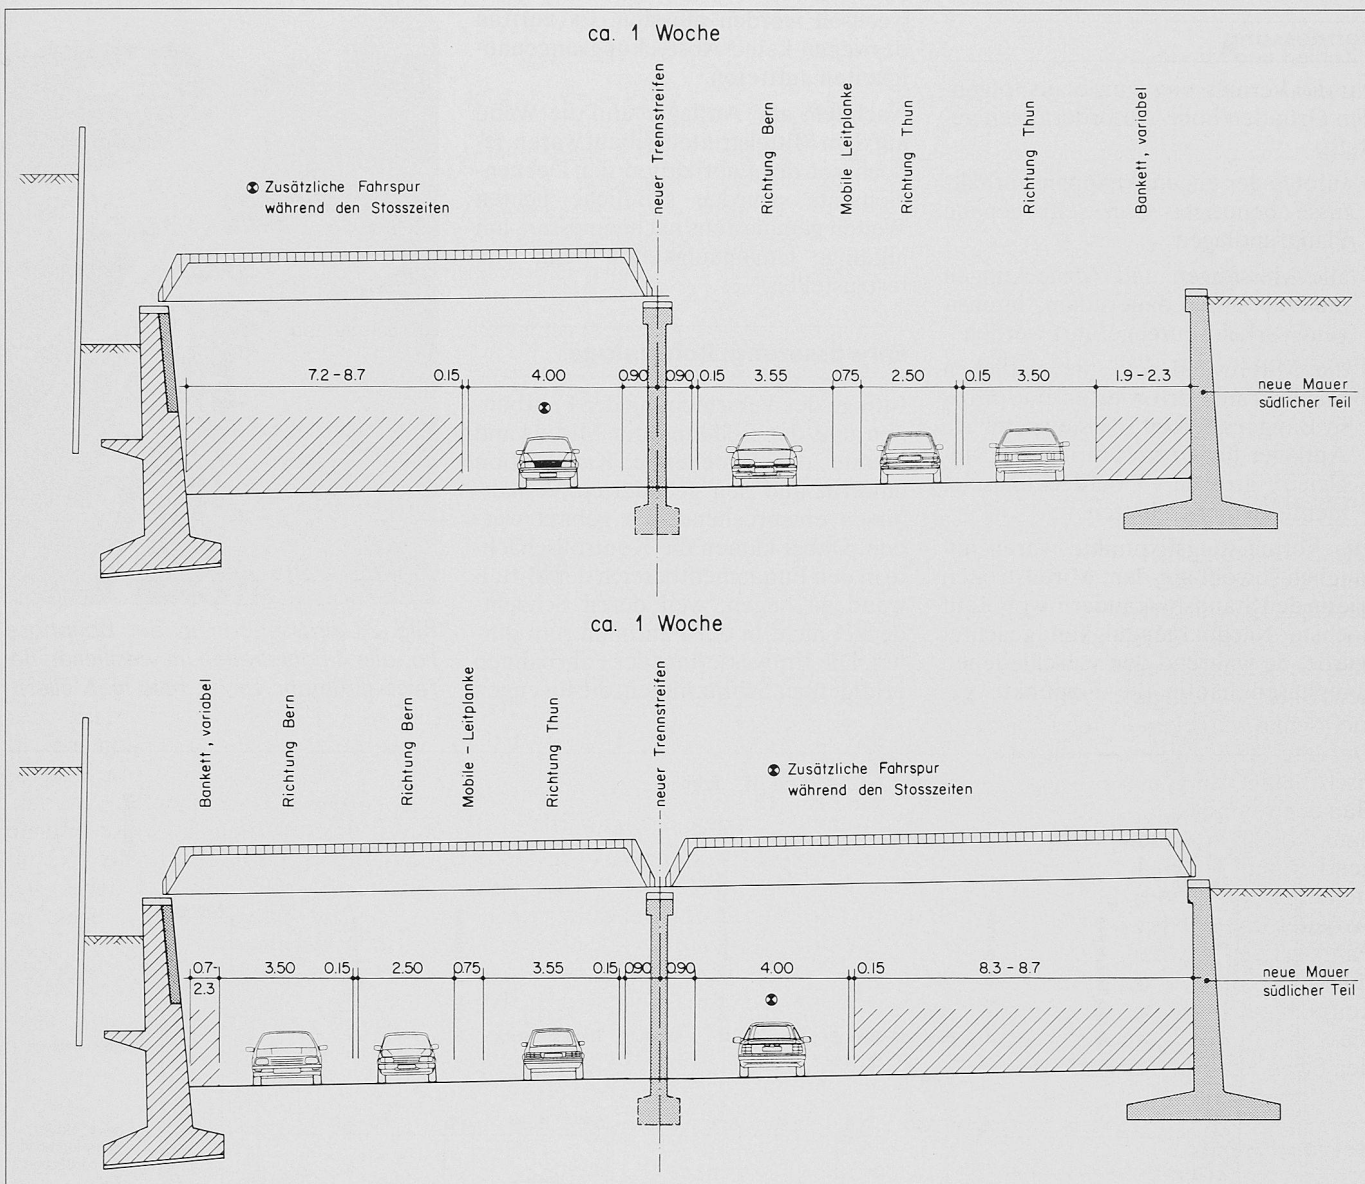 ca. 1 Woche
neuer Trennstreifen
Richtung Bern
Mobile Leitplanke
Richtung Thun
Richtung Thun
Bankett, variabel
Zusätzliche Fahrspur
während den Stosszeiten
7.2 – 8.7 0.15 4.00 0.90 0.90 0.15 3.55 0.75 2.50 0.15 3.50 1.9 – 2.3
neue Mauer
südlicher Teil
ca. 1 Woche
Bankett, variabel
Richtung Bern
Richtung Bern
Mobile – Leitplanke
Richtung Thun
neuer Trennstreifen
Zusätzliche Fahrspur
während den Stosszeiten
0.7– 3.50 0.15 2.50 0.75 3.55 0.15 0.90 0.90 4.00 0.15 8.3 – 8.7
2.3
neue Mauer
südlicher Teil